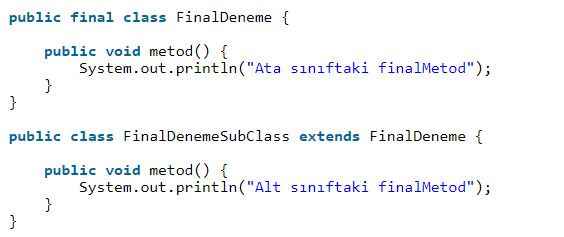 public final class FinalDeneme {
    public void metod() {
        System.out.println("Ata sınıftaki finalMetod");
    }
}
public class FinalDenemeSubClass extends FinalDeneme {
    public void metod() {
        System.out.println("Alt sınıftaki finalMetod");
    }
}